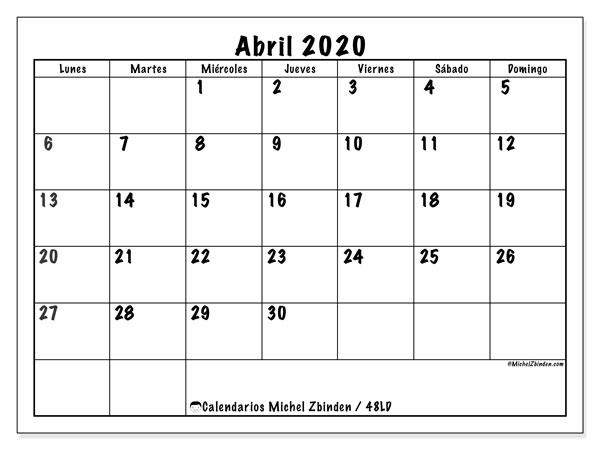 Abril 2020
Lunes Martes Miércoles Jueves Viernes Sábado Domingo
1 2 3 4 5
6 7 8 9 10 11 12
13 14 15 16 17 18 19
20 21 22 23 24 25 26
27 28 29 30
©MichelZbinden.com
Calendarios Michel Zbinden / 48LD